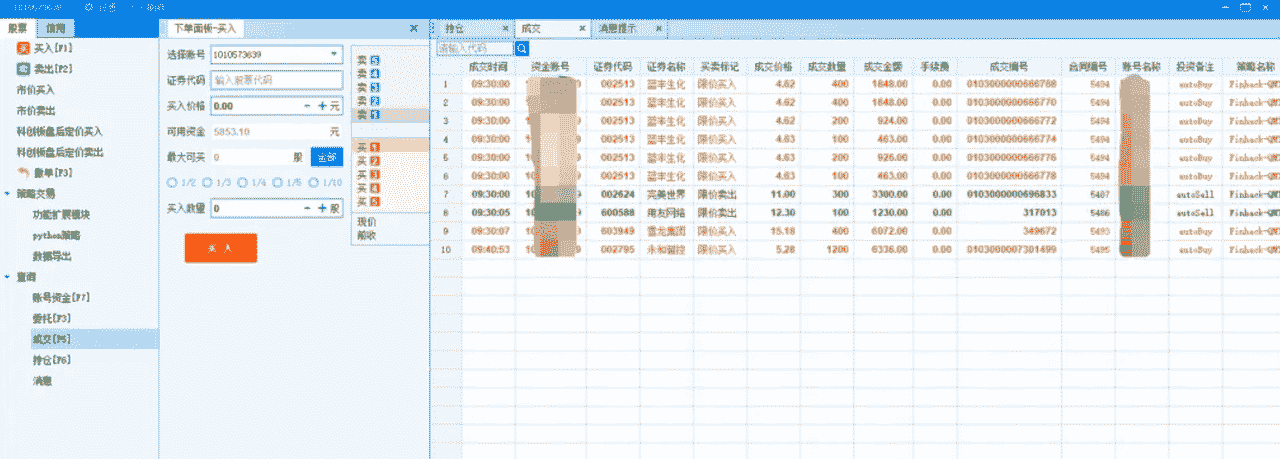 股票 信用
买入[F1]
卖出[F2]
市价买入
市价卖出
科创板盘后定价买入
科创板盘后定价卖出
撤单[F3]
策略交易
功能扩展模块
python策略
数据导出
查询
账号资金[F7]
委托[F3]
成交[F5]
持仓[F6]
消息
下单面板-买入
选择账号 1010573639
证券代码 输入股票代码
买入价格 0.00 元
可用资金 5853.10 元
最大可买 0 股 全部
1/2 1/3 1/4 1/5 1/10
买入数量 0 股
买 入
卖 5
卖 4
卖 3
卖 2
卖 1
买 1
买 2
买 3
买 4
买 5
现价
前收
持仓 成交 消息提示
请输入代码
成交时间 资金账号 证券代码 证券名称 买卖标记 成交价格 成交数量 成交金额 手续费 成交编号 合同编号 账号名称 投资备注 策略名称
1 09:30:00 002513 蓝丰生化 限价买入 4.62 400 1848.00 0.00 0103000000666768 5494 autoBuy
2 09:30:00 002513 蓝丰生化 限价买入 4.62 400 1848.00 0.00 0103000000666770 5494 autoBuy
3 09:30:00 002513 蓝丰生化 限价买入 4.62 200 924.00 0.00 0103000000666772 5494 autoBuy
4 09:30:00 002513 蓝丰生化 限价买入 4.63 100 463.00 0.00 0103000000666774 5494 autoBuy
5 09:30:00 002513 蓝丰生化 限价买入 4.63 200 926.00 0.00 0103000000666776 5494 autoBuy
6 09:30:00 002513 蓝丰生化 限价买入 4.63 100 463.00 0.00 0103000000666778 5494 autoBuy
7 09:30:00 002624 完美世界 限价卖出 11.00 300 3300.00 0.00 0103000000696833 5487 autoSell
8 09:30:05 600588 用友网络 限价卖出 12.30 100 1230.00 0.00 317013 5486 autoSell
9 09:30:07 603949 雪龙集团 限价买入 15.18 400 6072.00 0.00 349672 5493 autoBuy
10 09:40:53 002795 永和智控 限价买入 5.28 1200 6336.00 0.00 0103000007301499 5495 autoBuy